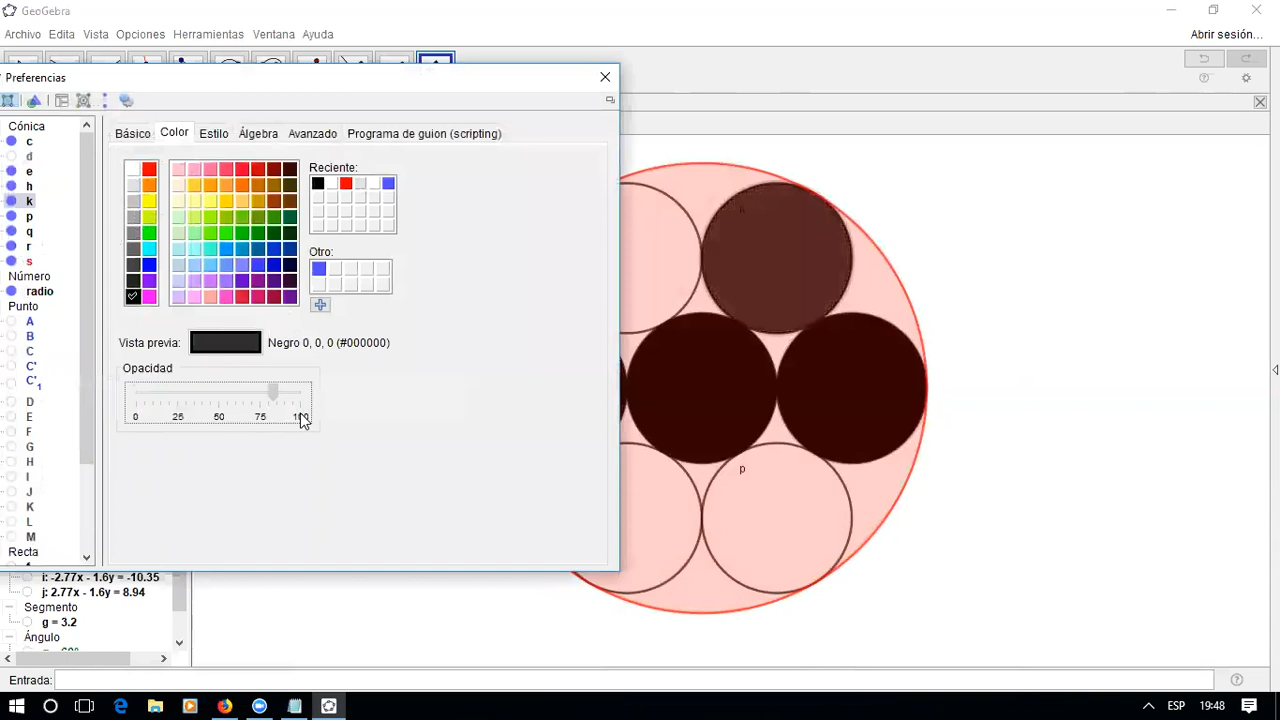 GeoGebra
Archivo Edita Vista Opciones Herramientas Ventana Ayuda
Abrir sesión...
Preferencias
Básico Color Estilo Álgebra Avanzado Programa de guion (scripting)
Cónica
c
d
e
h
k
p
q
r
s
Número
radio
Punto
A
B
C
C'
C'1
D
E
F
G
H
I
J
K
L
M
Recta
Reciente:
Otro:
Vista previa: Negro 0, 0, 0 (#000000)
Opacidad
0 25 50 75 100
k
p
i: -2.77x - 1.6y = -10.35
j: 2.77x - 1.6y = 8.94
Segmento
g = 3.2
Ángulo
Entrada:
ESP 19:48